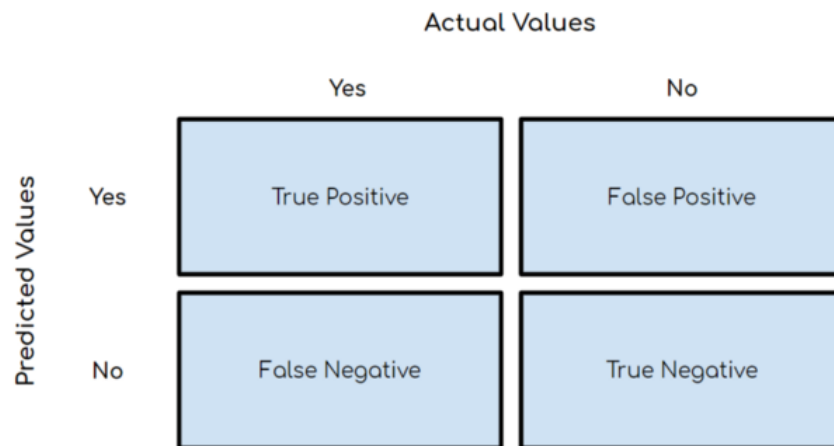 Actual Values
Yes No
Predicted Values
Yes True Positive False Positive
No False Negative True Negative